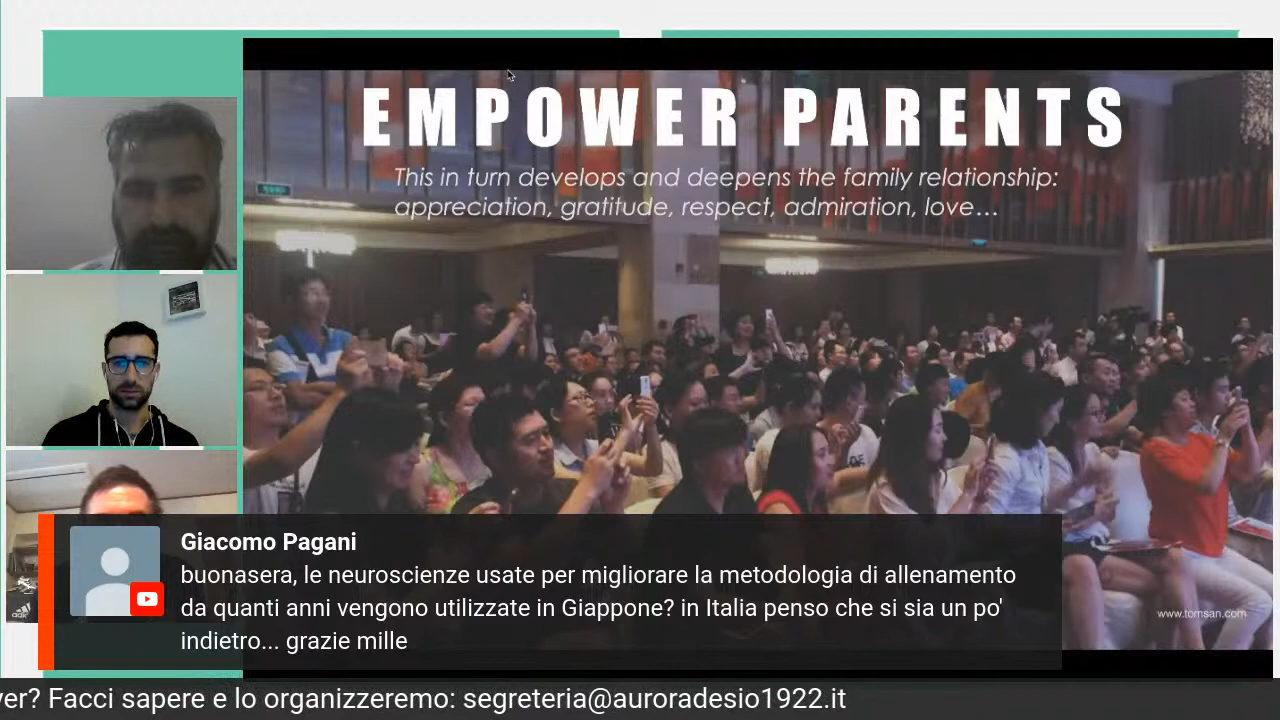 EMPOWER PARENTS
This in turn develops and deepens the family relationship:
appreciation, gratitude, respect, admiration, love...
Giacomo Pagani
buonasera, le neuroscienze usate per migliorare la metodologia di allenamento
da quanti anni vengono utilizzate in Giappone? in Italia penso che si sia un po'
indietro... grazie mille
www.tomsan.com
ver? Facci sapere e lo organizzeremo: segreteria@auroradesio1922.it